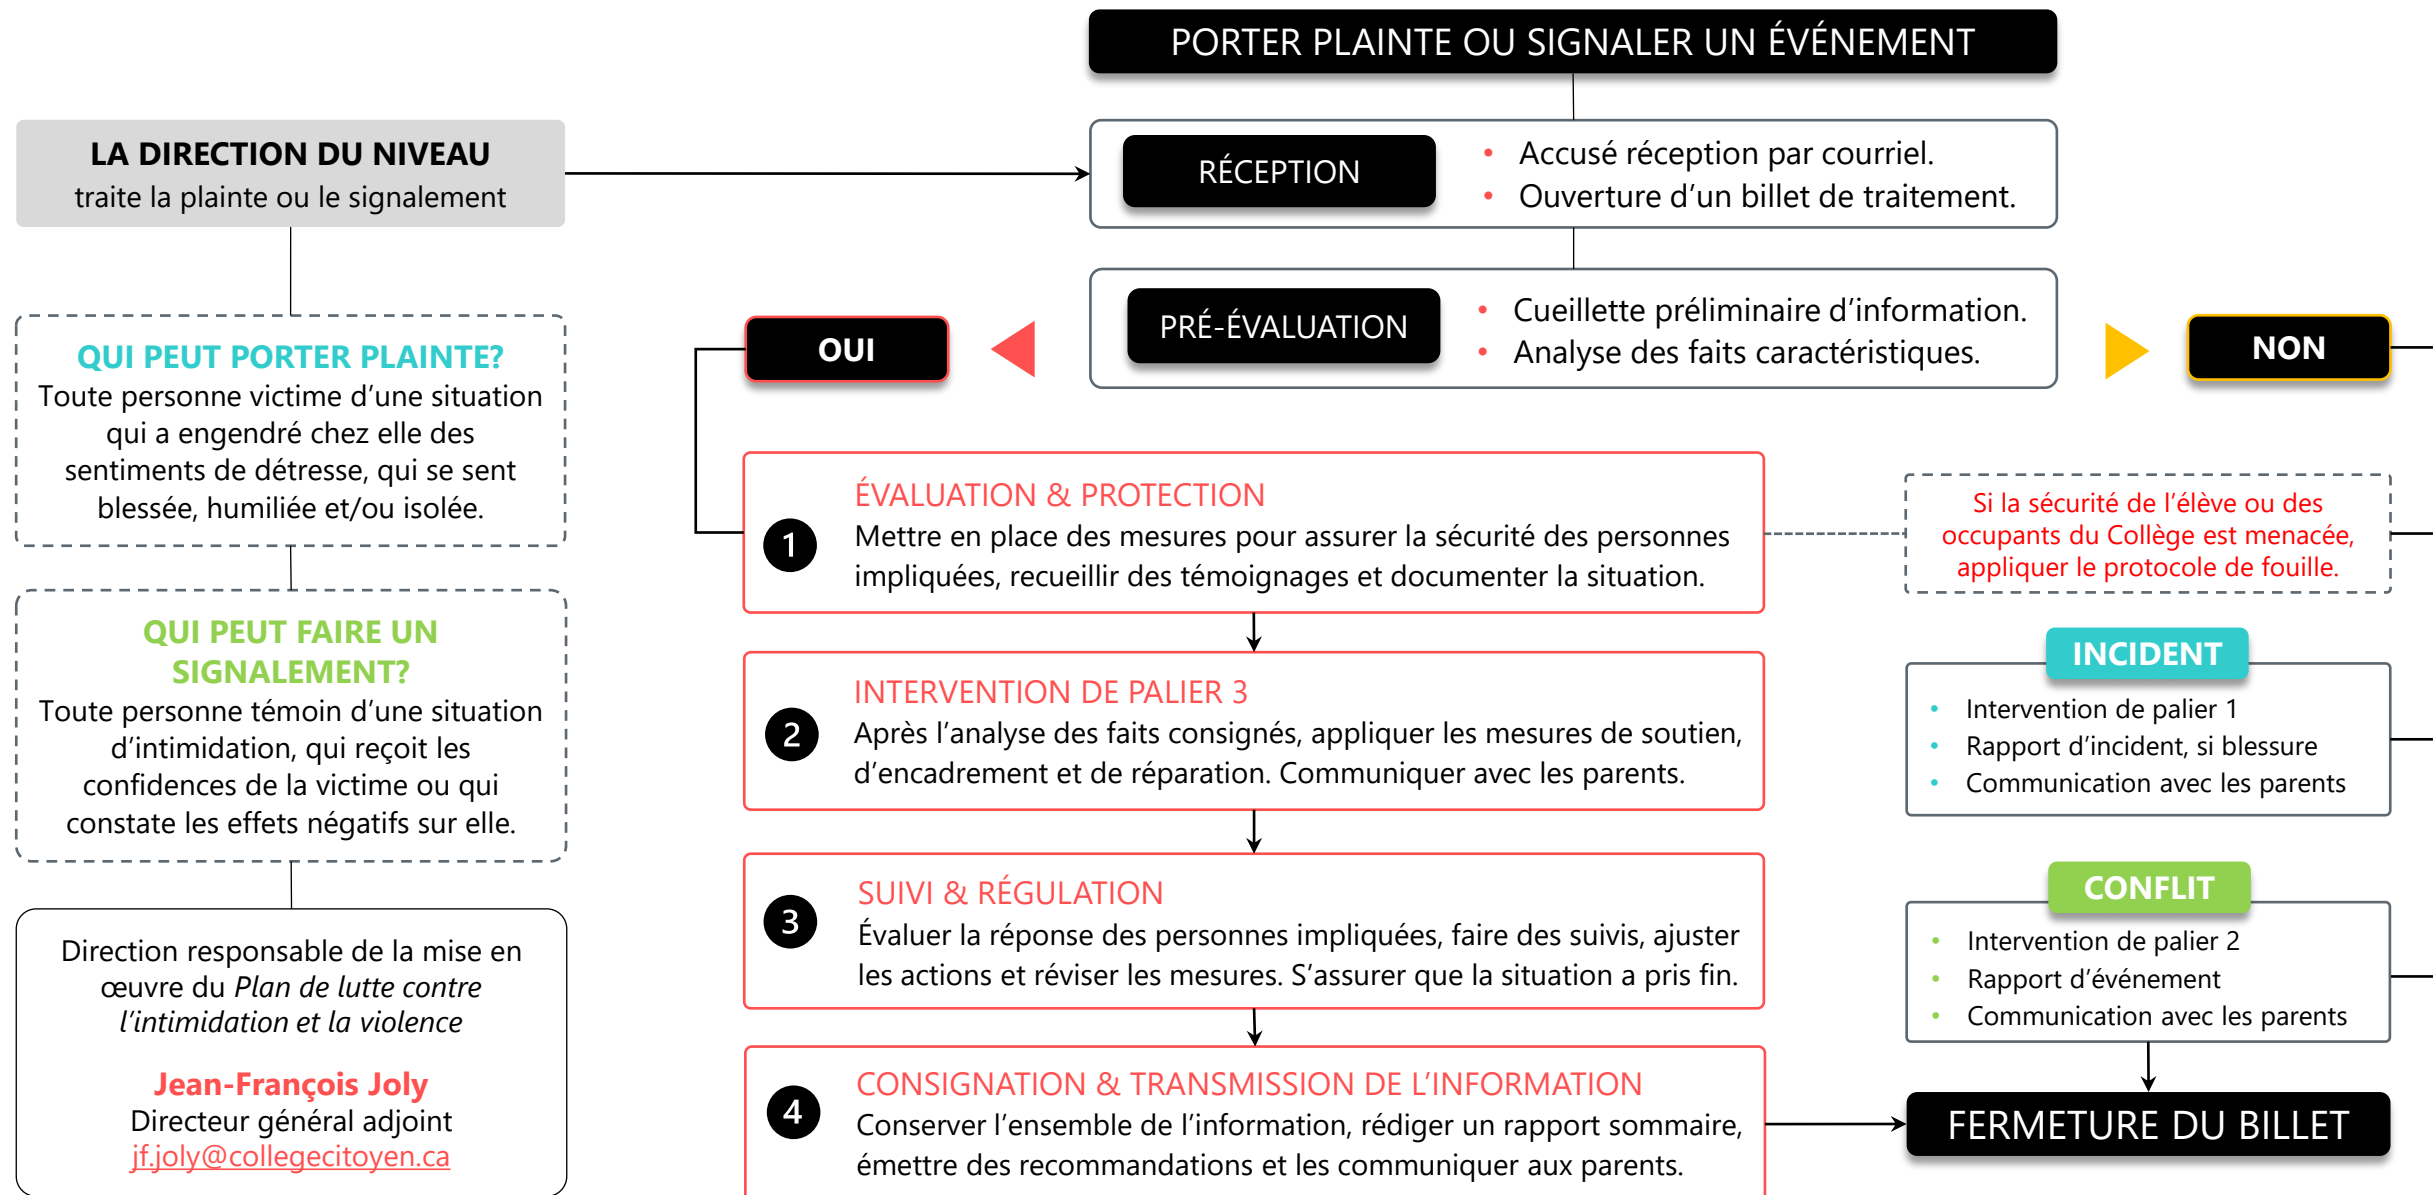 PORTER PLAINTE OU SIGNALER UN ÉVÉNEMENT
LA DIRECTION DU NIVEAU
traite la plainte ou le signalement
RÉCEPTION
• Accusé réception par courriel.
• Ouverture d’un billet de traitement.
PRÉ-ÉVALUATION
• Cueillette préliminaire d’information.
• Analyse des faits caractéristiques.
OUI
NON
QUI PEUT PORTER PLAINTE?
Toute personne victime d’une situation
qui a engendré chez elle des
sentiments de détresse, qui se sent
blessée, humiliée et/ou isolée.
QUI PEUT FAIRE UN
SIGNALEMENT?
Toute personne témoin d’une situation
d’intimidation, qui reçoit les
confidences de la victime ou qui
constate les effets négatifs sur elle.
Direction responsable de la mise en
œuvre du Plan de lutte contre
l’intimidation et la violence
Jean-François Joly
Directeur général adjoint
jf.joly@collegecitoyen.ca
1
ÉVALUATION & PROTECTION
Mettre en place des mesures pour assurer la sécurité des personnes
impliquées, recueillir des témoignages et documenter la situation.
2
INTERVENTION DE PALIER 3
Après l’analyse des faits consignés, appliquer les mesures de soutien,
d’encadrement et de réparation. Communiquer avec les parents.
3
SUIVI & RÉGULATION
Évaluer la réponse des personnes impliquées, faire des suivis, ajuster
les actions et réviser les mesures. S’assurer que la situation a pris fin.
4
CONSIGNATION & TRANSMISSION DE L’INFORMATION
Conserver l’ensemble de l’information, rédiger un rapport sommaire,
émettre des recommandations et les communiquer aux parents.
Si la sécurité de l’élève ou des
occupants du Collège est menacée,
appliquer le protocole de fouille.
INCIDENT
• Intervention de palier 1
• Rapport d’incident, si blessure
• Communication avec les parents
CONFLIT
• Intervention de palier 2
• Rapport d’événement
• Communication avec les parents
FERMETURE DU BILLET